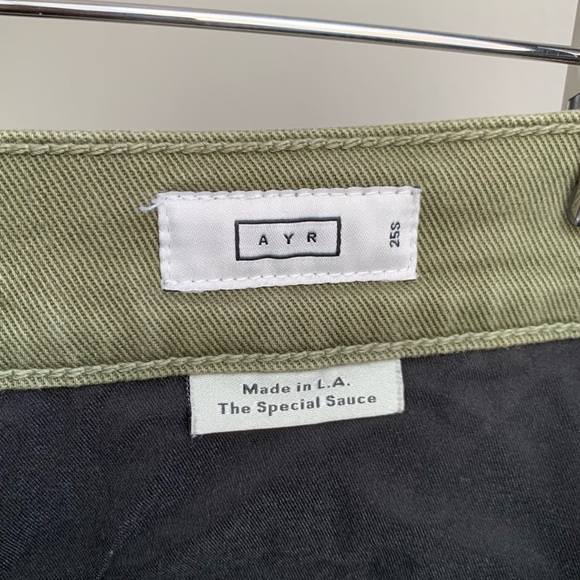 AYR
25S
Made in L.A.
The Special Sauce